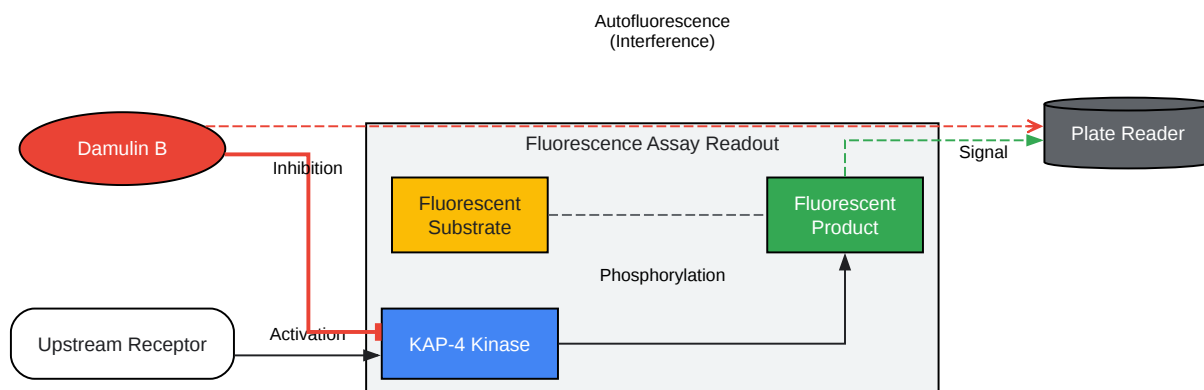 Autofluorescence
(Interference)
Plate Reader
Damulin B
Fluorescence Assay Readout
Signal
Inhibition
Fluorescent
Substrate
Fluorescent
Product
Phosphorylation
Upstream Receptor
Activation
KAP-4 Kinase